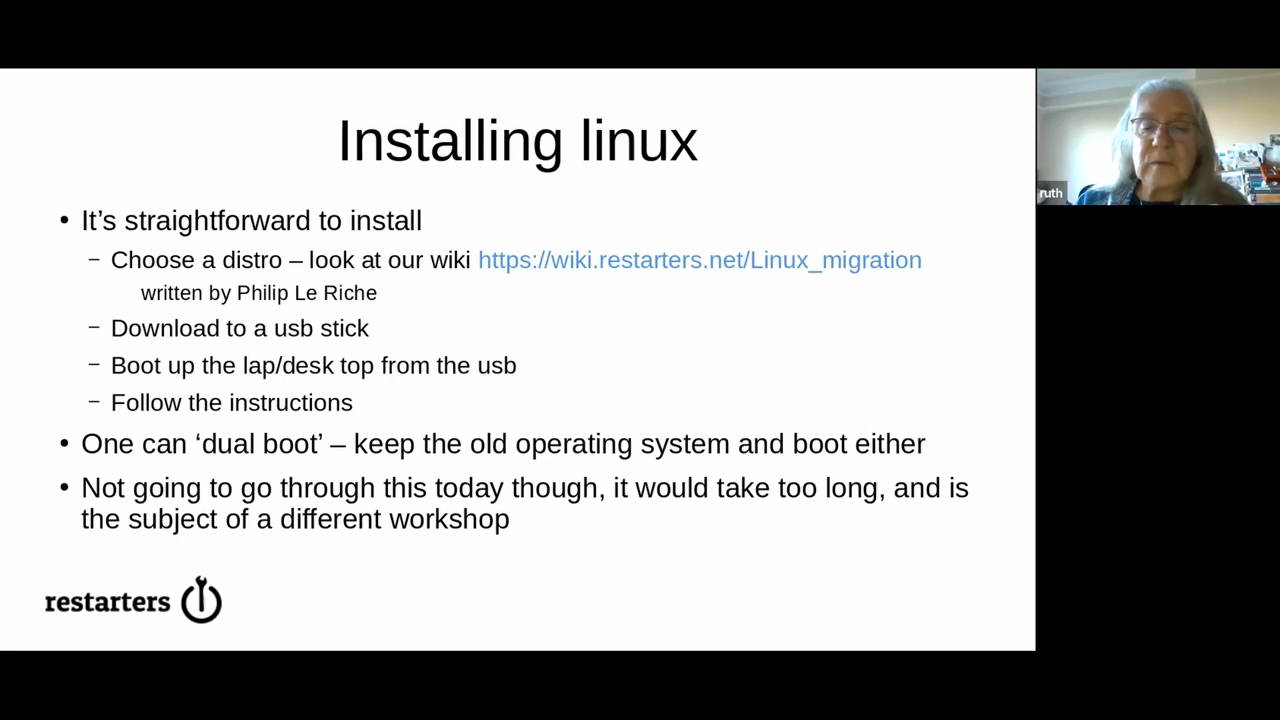 Installing linux
• It’s straightforward to install
– Choose a distro – look at our wiki https://wiki.restarters.net/Linux_migration
written by Philip Le Riche
– Download to a usb stick
– Boot up the lap/desk top from the usb
– Follow the instructions
• One can ‘dual boot’ – keep the old operating system and boot either
• Not going to go through this today though, it would take too long, and is
the subject of a different workshop
restarters
ruth